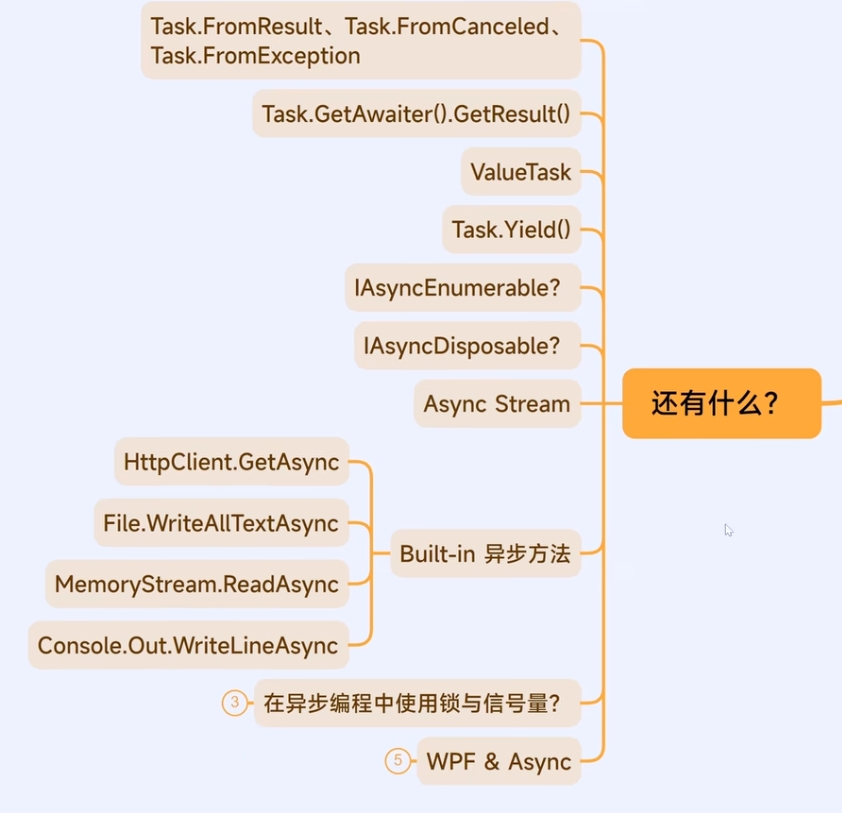 Task.FromResult、Task.FromCanceled、
Task.FromException
Task.GetAwaiter().GetResult()
ValueTask
Task.Yield()
IAsyncEnumerable？
IAsyncDisposable？
Async Stream
还有什么？
HttpClient.GetAsync
File.WriteAllTextAsync
MemoryStream.ReadAsync
Console.Out.WriteLineAsync
Built-in 异步方法
3
在异步编程中使用锁与信号量？
5
WPF & Async